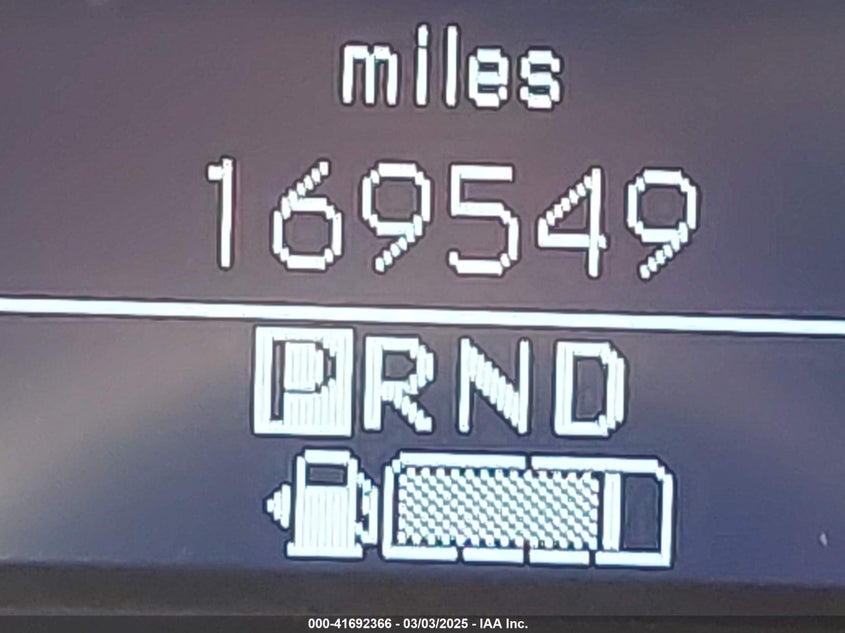 miles
169549
PRND
000-41692366 - 03/03/2025 - IAA Inc.